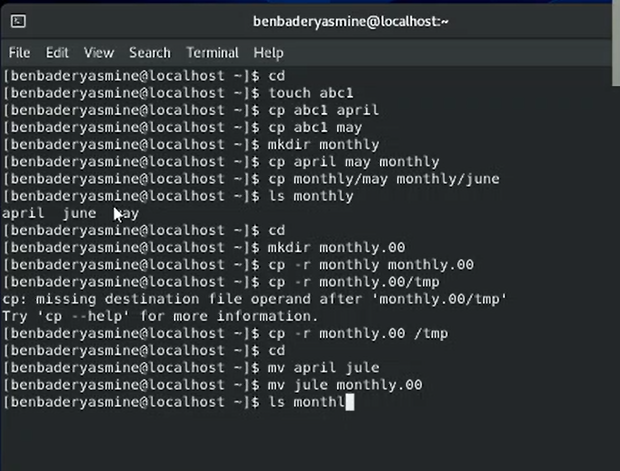 benbaderyasmine@localhost:~
File Edit View Search Terminal Help
[benbaderyasmine@localhost ~]$ cd
[benbaderyasmine@localhost ~]$ touch abc1
[benbaderyasmine@localhost ~]$ cp abc1 april
[benbaderyasmine@localhost ~]$ cp abc1 may
[benbaderyasmine@localhost ~]$ mkdir monthly
[benbaderyasmine@localhost ~]$ cp april may monthly
[benbaderyasmine@localhost ~]$ cp monthly/may monthly/june
[benbaderyasmine@localhost ~]$ ls monthly
april june may
[benbaderyasmine@localhost ~]$ cd
[benbaderyasmine@localhost ~]$ mkdir monthly.00
[benbaderyasmine@localhost ~]$ cp -r monthly monthly.00
[benbaderyasmine@localhost ~]$ cp -r monthly.00/tmp
cp: missing destination file operand after 'monthly.00/tmp'
Try 'cp --help' for more information.
[benbaderyasmine@localhost ~]$ cp -r monthly.00 /tmp
[benbaderyasmine@localhost ~]$ cd
[benbaderyasmine@localhost ~]$ mv april jule
[benbaderyasmine@localhost ~]$ mv jule monthly.00
[benbaderyasmine@localhost ~]$ ls monthl